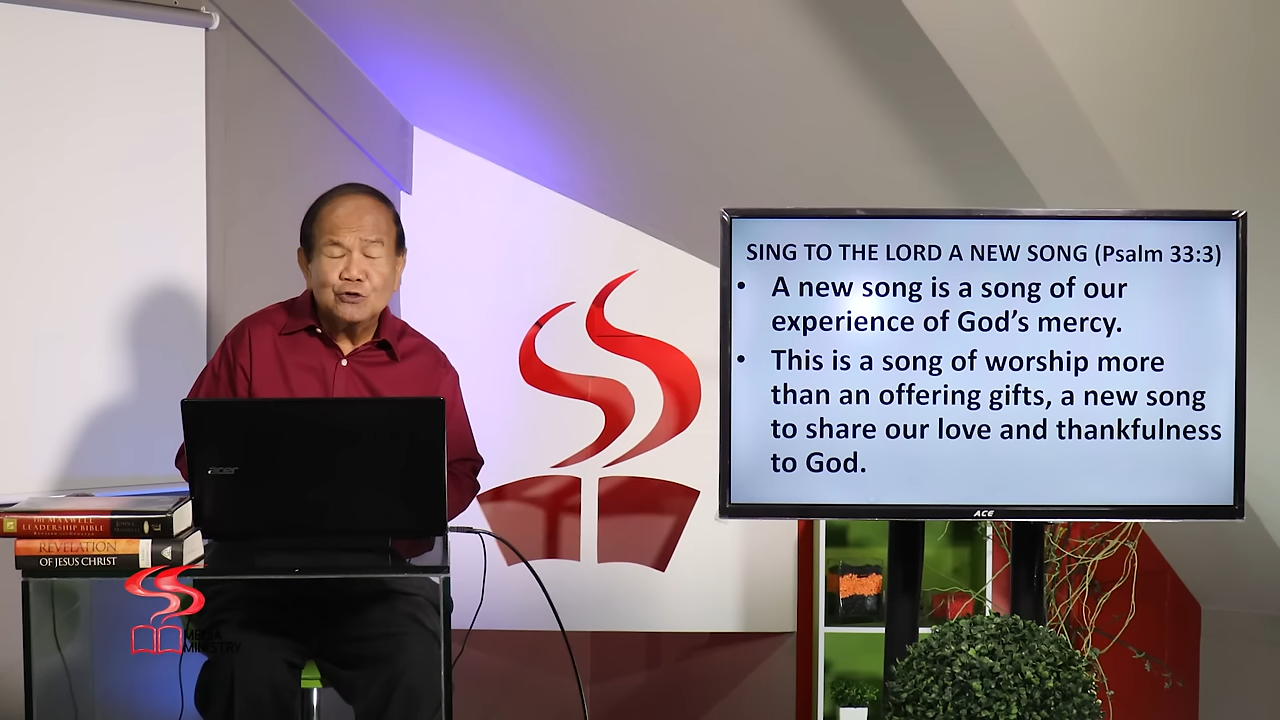 SING TO THE LORD A NEW SONG (Psalm 33:3)
• A new song is a song of our
experience of God's mercy.
• This is a song of worship more
than an offering gifts, a new song
to share our love and thankfulness
to God.
ACE
acer
THE MAXWELL
LEADERSHIP BIBLE
REVELATION
OF JESUS CHRIST
MEDIA
MINISTRY